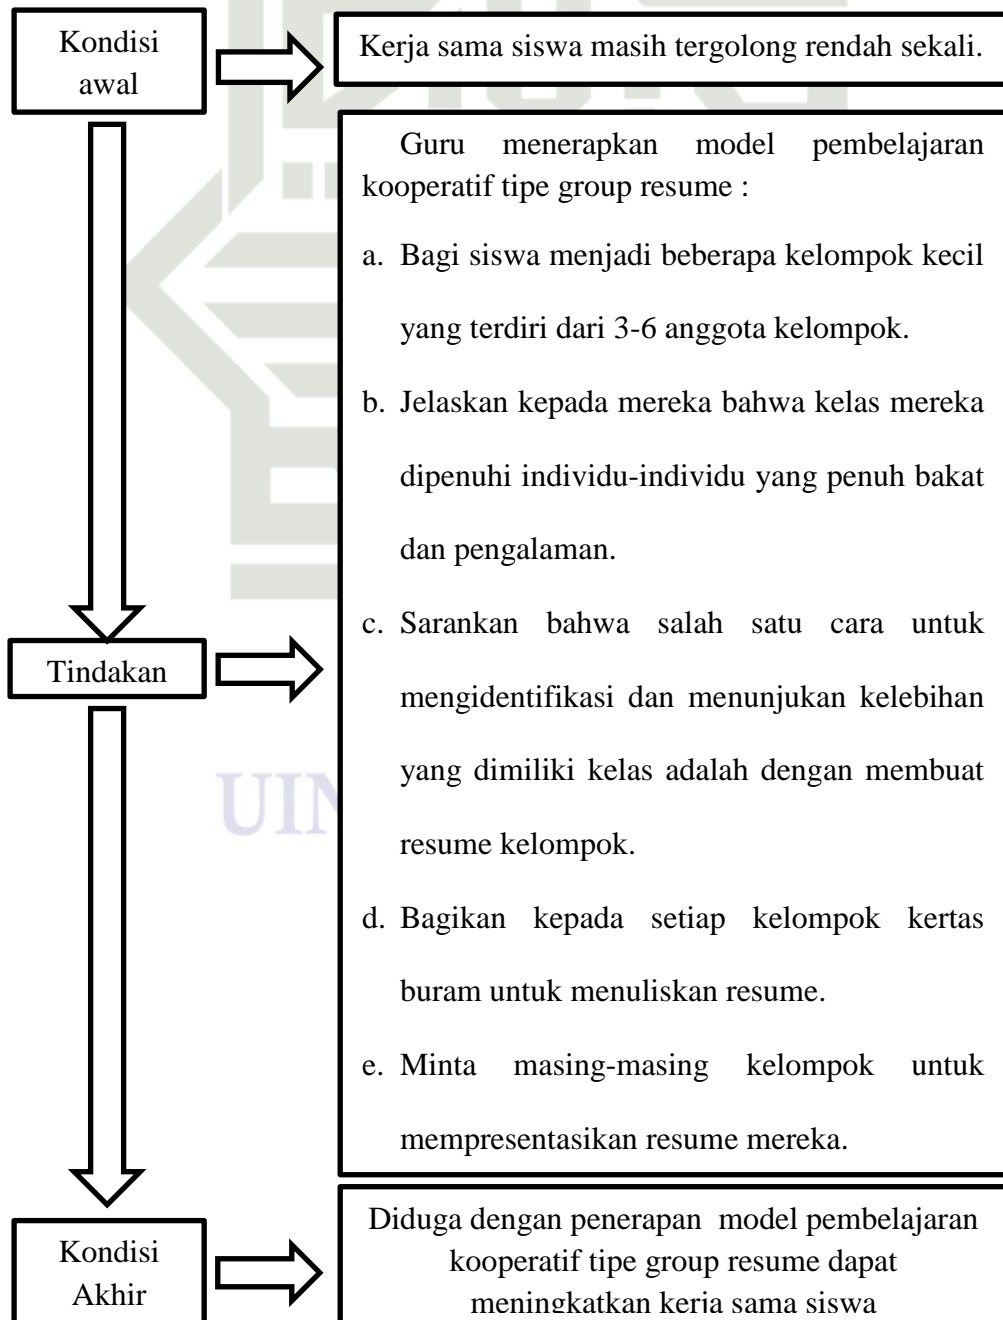 Kondisi
awal
Kerja sama siswa masih tergolong rendah sekali.
Guru menerapkan model pembelajaran
kooperatif tipe group resume :
a. Bagi siswa menjadi beberapa kelompok kecil
yang terdiri dari 3-6 anggota kelompok.
b. Jelaskan kepada mereka bahwa kelas mereka
dipenuhi individu-individu yang penuh bakat
dan pengalaman.
c. Sarankan bahwa salah satu cara untuk
mengidentifikasi dan menunjukan kelebihan
yang dimiliki kelas adalah dengan membuat
resume kelompok.
d. Bagikan kepada setiap kelompok kertas
buram untuk menuliskan resume.
e. Minta masing-masing kelompok untuk
mempresentasikan resume mereka.
Tindakan
UIN
Kondisi
Akhir
Diduga dengan penerapan model pembelajaran
kooperatif tipe group resume dapat
meningkatkan kerja sama siswa